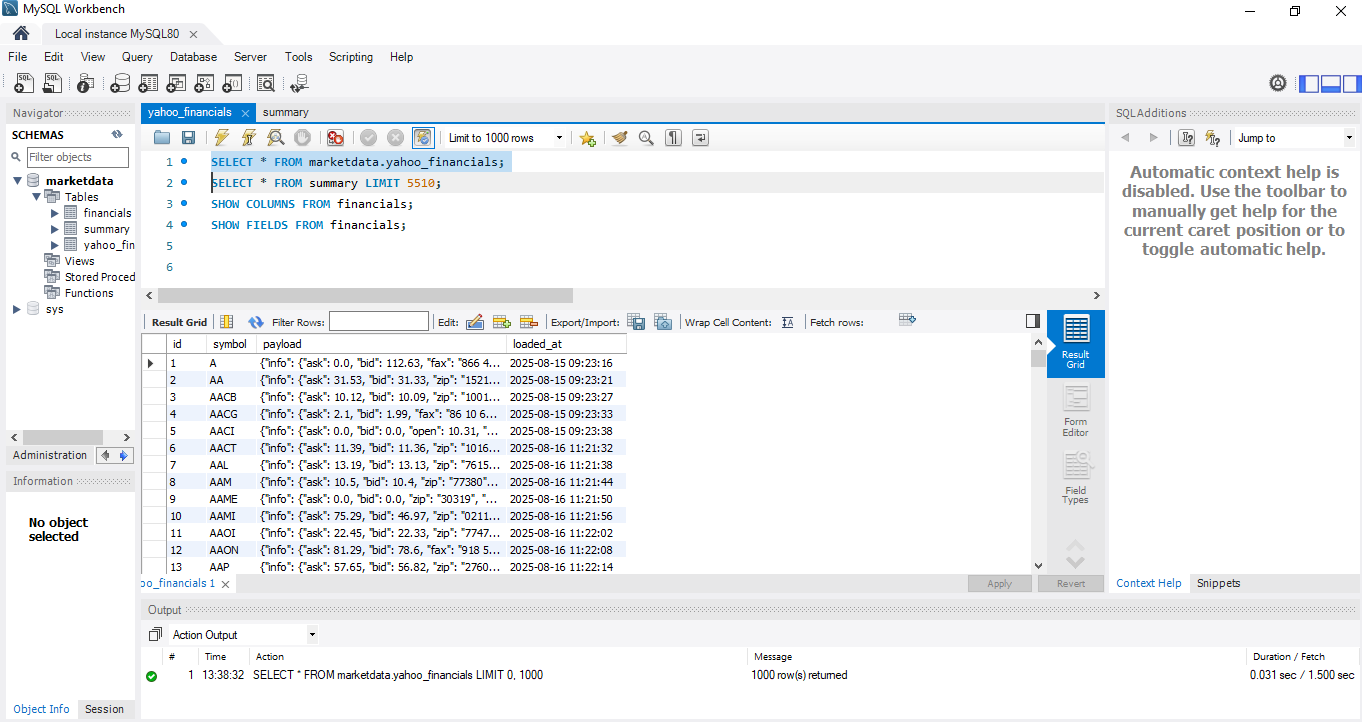 MySQL Workbench
Local instance MySQL80
File Edit View Query Database Server Tools Scripting Help
Navigator
SCHEMAS
Filter objects
marketdata
Tables
financials
summary
yahoo_fin
Views
Stored Proced
Functions
sys
Administration
Information
No object
selected
Object Info Session
yahoo_financials summary
Limit to 1000 rows
1 SELECT * FROM marketdata.yahoo_financials;
2 SELECT * FROM summary LIMIT 5510;
3 SHOW COLUMNS FROM financials;
4 SHOW FIELDS FROM financials;
5
6
Result Grid Filter Rows: Edit: Export/Import: Wrap Cell Content: Fetch rows:
id symbol payload loaded_at
1 A {"info": {"ask": 0.0, "bid": 112.63, "fax": "866 4... 2025-08-15 09:23:16
2 AA {"info": {"ask": 31.53, "bid": 31.33, "zip": "1521... 2025-08-15 09:23:21
3 AACB {"info": {"ask": 10.12, "bid": 10.09, "zip": "1001... 2025-08-15 09:23:27
4 AACG {"info": {"ask": 2.1, "bid": 1.99, "fax": "86 10 6... 2025-08-15 09:23:33
5 AACI {"info": {"ask": 0.0, "bid": 0.0, "open": 10.31, "... 2025-08-15 09:23:38
6 AACT {"info": {"ask": 11.39, "bid": 11.36, "zip": "1016... 2025-08-16 11:21:32
7 AAL {"info": {"ask": 13.19, "bid": 13.13, "zip": "7615... 2025-08-16 11:21:38
8 AAM {"info": {"ask": 10.5, "bid": 10.4, "zip": "77380"... 2025-08-16 11:21:44
9 AAME {"info": {"ask": 0.0, "bid": 0.0, "zip": "30319", "... 2025-08-16 11:21:50
10 AAMI {"info": {"ask": 75.29, "bid": 46.97, "zip": "0211... 2025-08-16 11:21:56
11 AAOI {"info": {"ask": 22.45, "bid": 22.33, "zip": "7747... 2025-08-16 11:22:02
12 AAON {"info": {"ask": 81.29, "bid": 78.6, "fax": "918 5... 2025-08-16 11:22:08
13 AAP {"info": {"ask": 57.65, "bid": 56.82, "zip": "2760... 2025-08-16 11:22:14
Result
Grid
Form
Editor
Field
Types
oo_financials 1
Apply Revert
Output
Action Output
# Time Action Message Duration / Fetch
1 13:38:32 SELECT * FROM marketdata.yahoo_financials LIMIT 0, 1000 1000 row(s) returned 0.031 sec / 1.500 sec
SQLAdditions
Jump to
Automatic context help is
disabled. Use the toolbar to
manually get help for the
current caret position or to
toggle automatic help.
Context Help Snippets